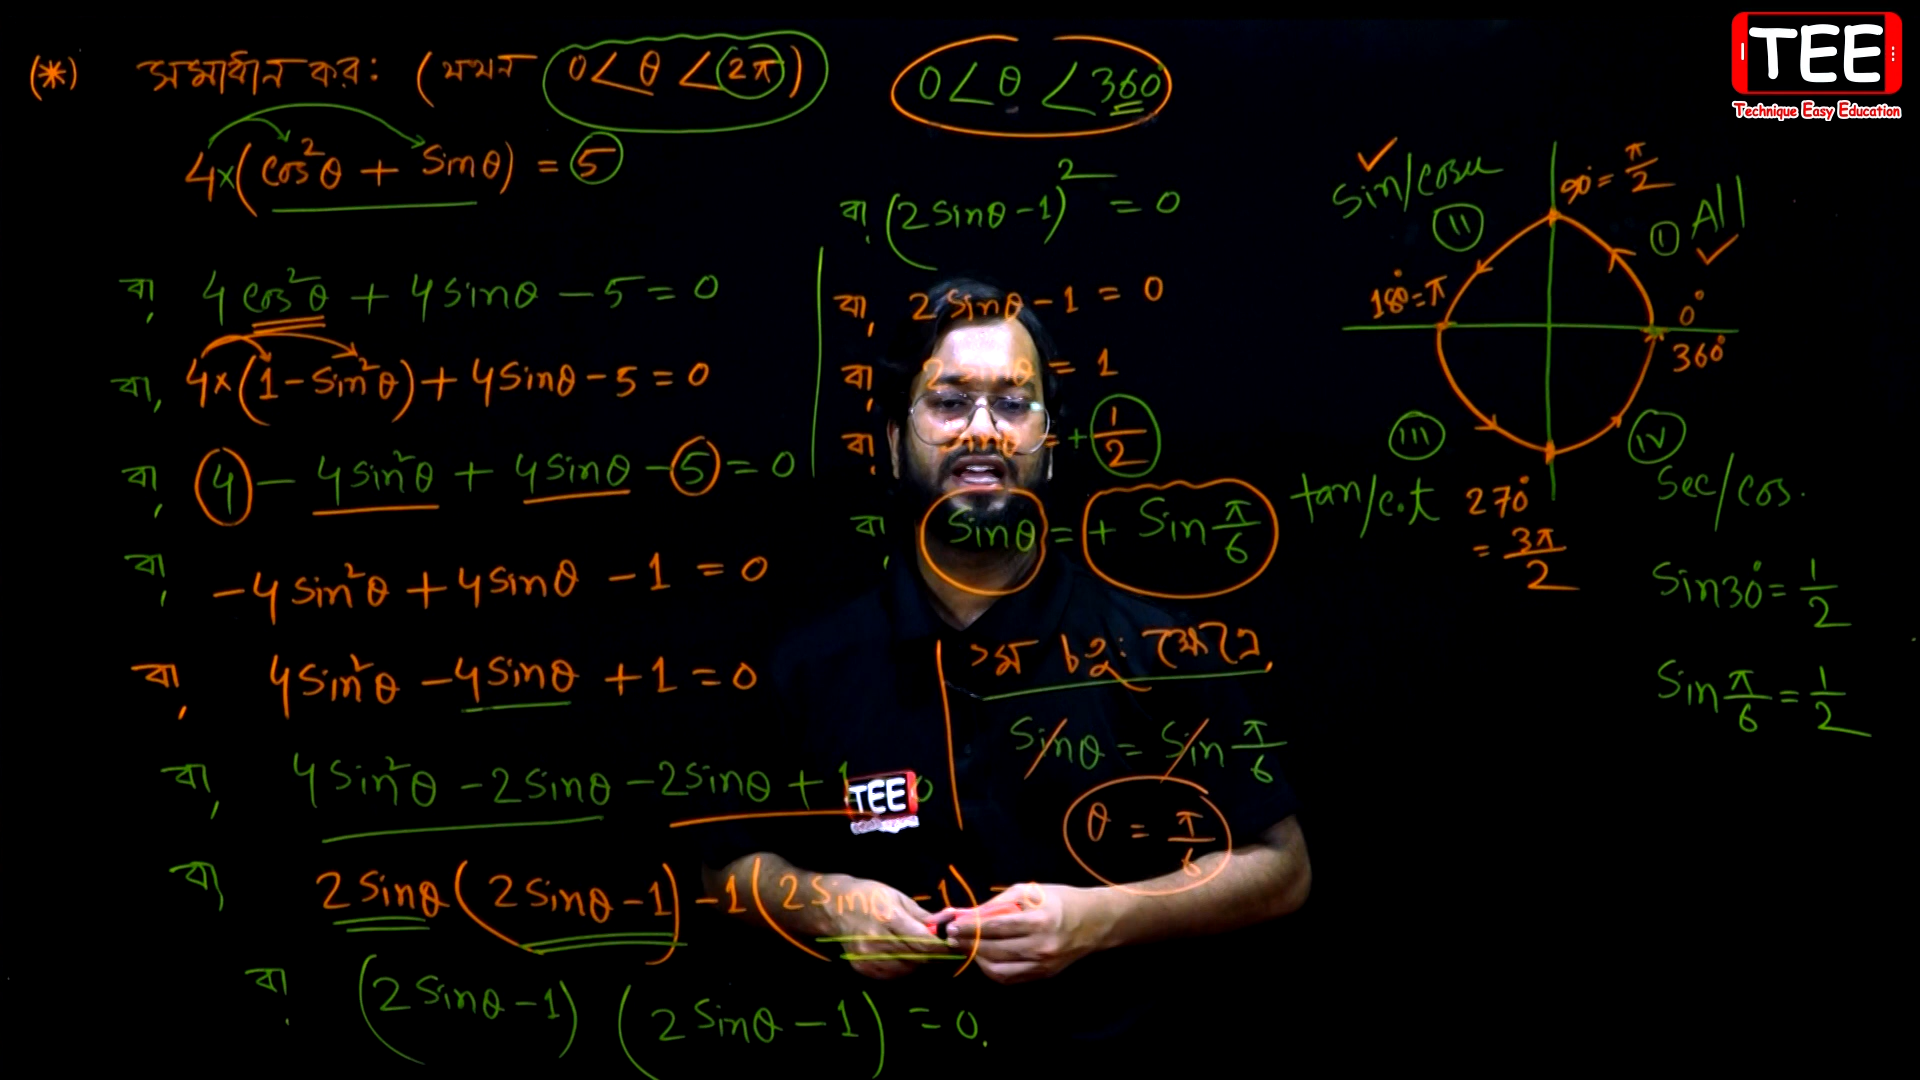 (*) সমাধান কর: (যখন 0<θ<2π) 0<θ<360°
4×(cos²θ + sinθ) = 5
বা, 4cos²θ + 4sinθ - 5 = 0
বা, 4×(1-sin²θ) + 4sinθ - 5 = 0
বা, 4 - 4sin²θ + 4sinθ - 5 = 0
বা, -4sin²θ + 4sinθ - 1 = 0
বা, 4sin²θ - 4sinθ + 1 = 0
বা, 4sin²θ - 2sinθ - 2sinθ + 1 = 0
বা, 2sinθ(2sinθ-1) -1(2sinθ-1) = 0
বা, (2sinθ-1) (2sinθ-1) = 0.
বা, (2sinθ-1)² = 0
বা, 2sinθ-1 = 0
বা, 2sinθ = 1
বা, sinθ = +1/2
বা, sinθ = + sin π/6
১ম চতুঃ ক্ষেত্রে,
sinθ = sin π/6
θ = π/6
sin/cosec
II
90° = π/2
I All
180° = π
0°
360°
III
IV
tan/cot
270°
= 3π/2
sec/cos.
sin30° = 1/2
sin π/6 = 1/2
TEE
Technique Easy Education
TEE